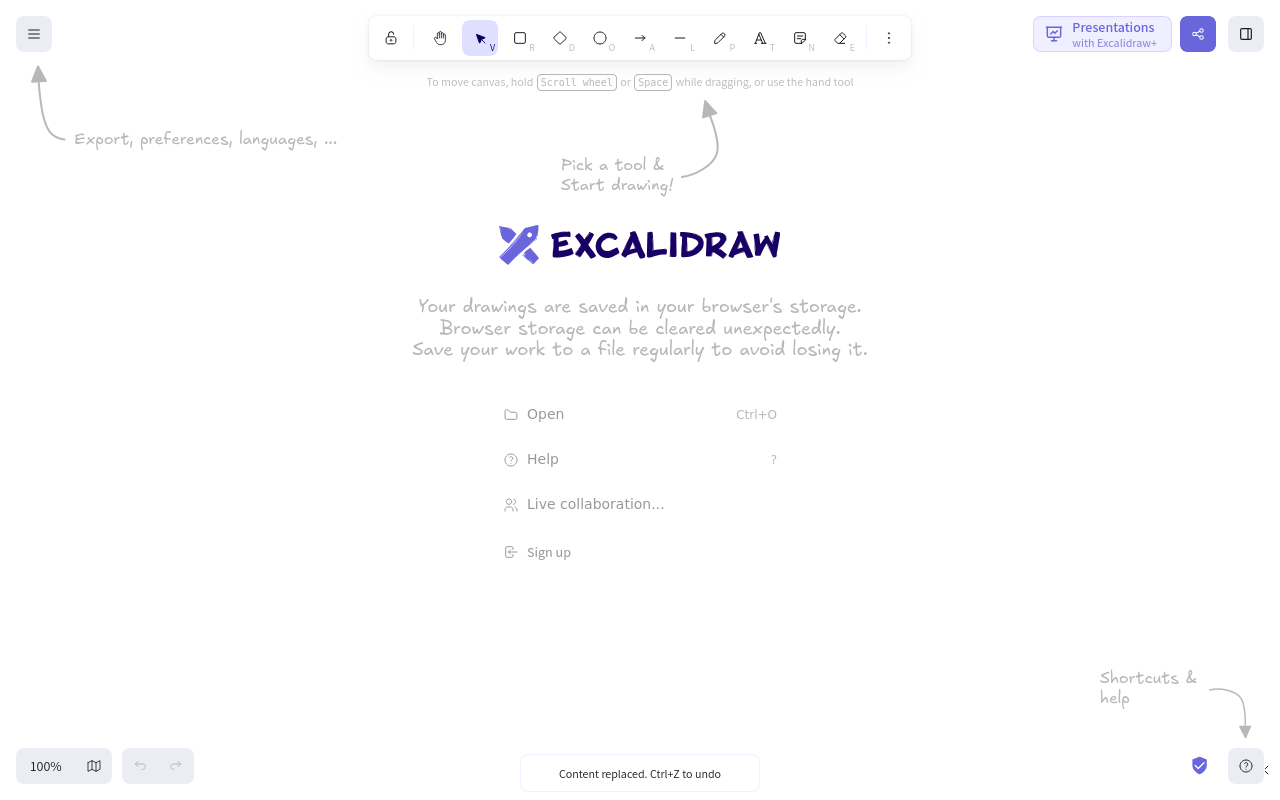 V
R
D
O
A
L
P
T
N
E
Presentations
with Excalidraw+
To move canvas, hold Scroll wheel or Space while dragging, or use the hand tool
Export, preferences, languages, ...
Pick a tool &
Start drawing!
EXCALIDRAW
Your drawings are saved in your browser's storage.
Browser storage can be cleared unexpectedly.
Save your work to a file regularly to avoid losing it.
Open Ctrl+O
Help ?
Live collaboration...
Sign up
Shortcuts &
help
100%
Content replaced. Ctrl+Z to undo